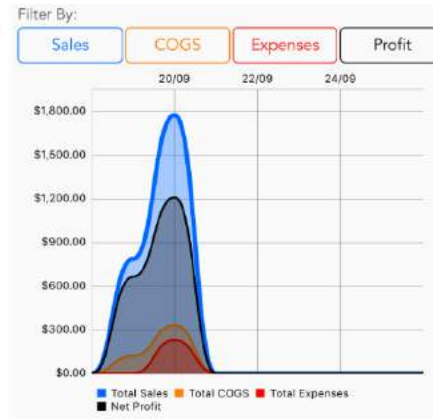 Filter By:
Sales COGS Expenses Profit
20/09 22/09 24/09
$1,800.00
$1,500.00
$1,200.00
$900.00
$600.00
$300.00
$0.00
Total Sales Total COGS Total Expenses
Net Profit